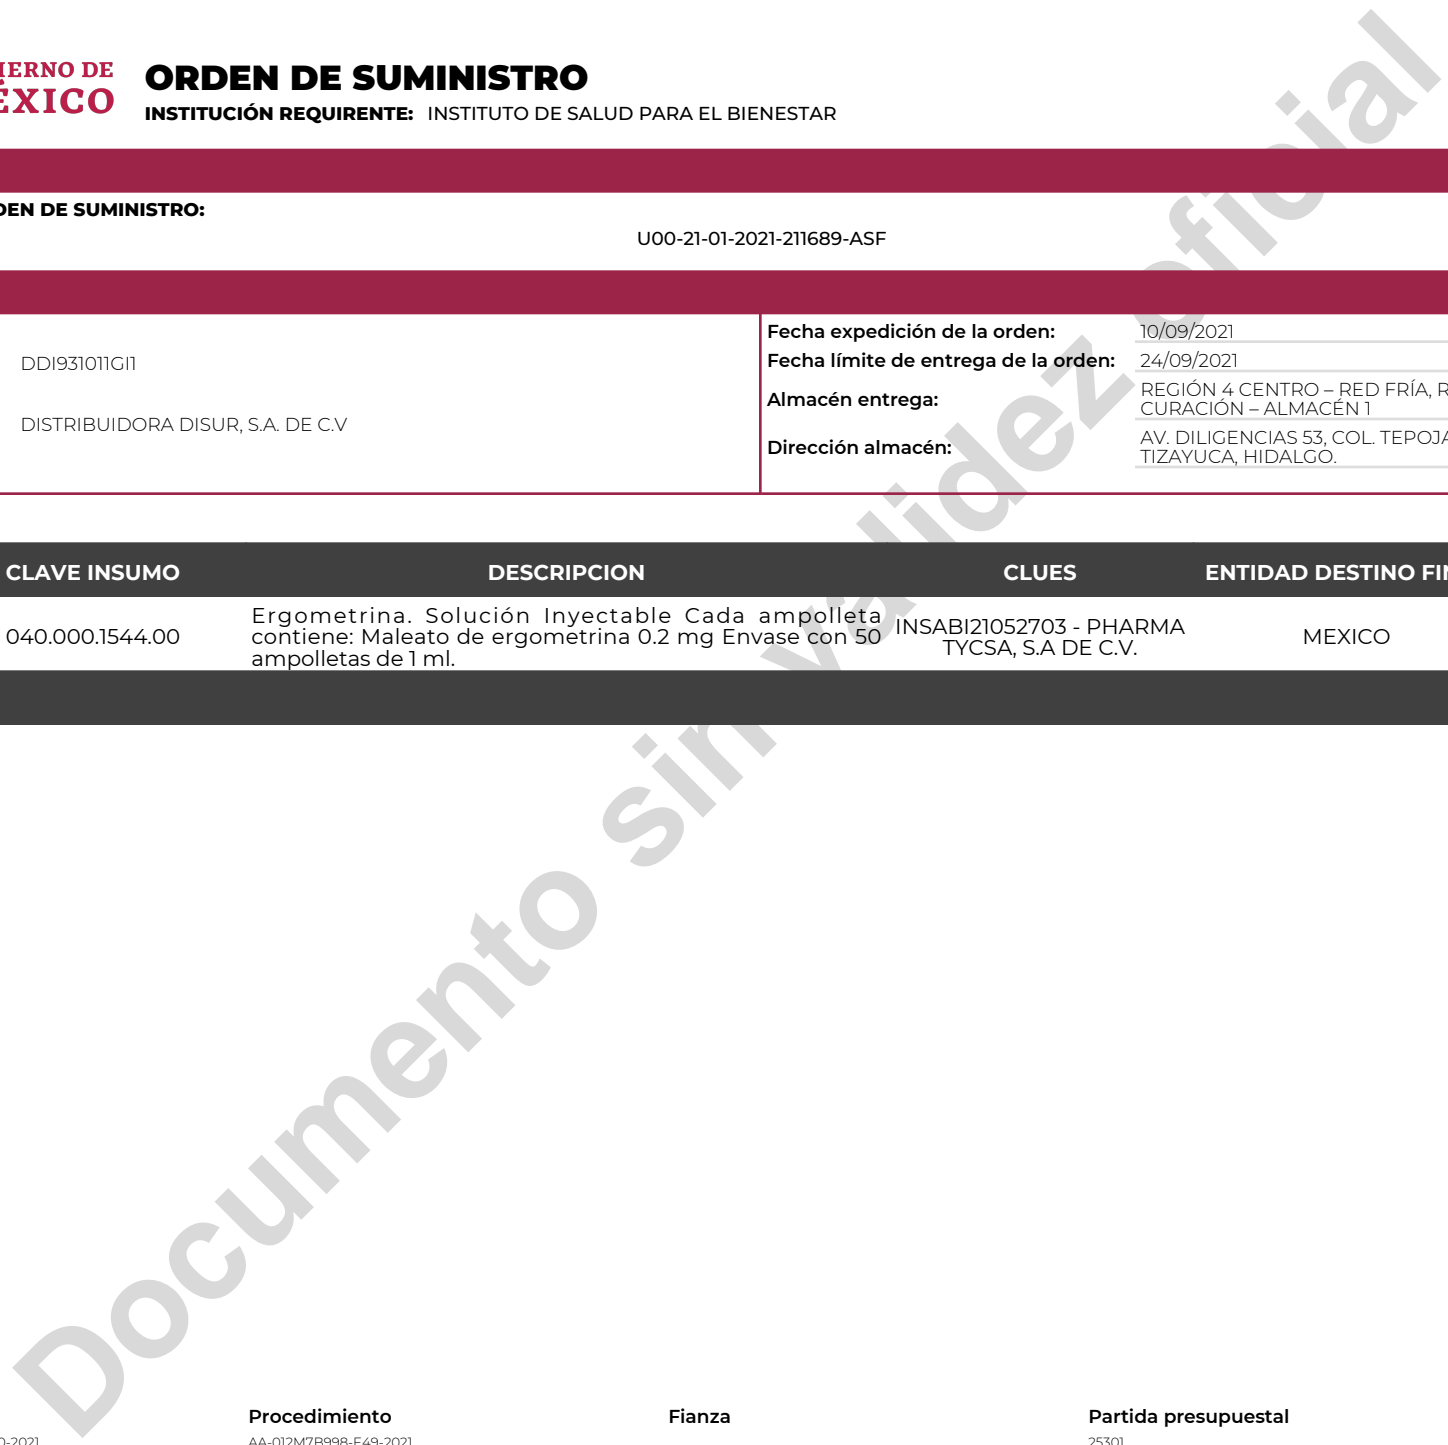 IERNO DE
ÉXICO
ORDEN DE SUMINISTRO
INSTITUCIÓN REQUIRENTE: INSTITUTO DE SALUD PARA EL BIENESTAR
DEN DE SUMINISTRO:
U00-21-01-2021-211689-ASF
DDI931011GI1
DISTRIBUIDORA DISUR, S.A. DE C.V
Fecha expedición de la orden: 10/09/2021
Fecha límite de entrega de la orden: 24/09/2021
Almacén entrega: REGIÓN 4 CENTRO – RED FRÍA, R
CURACIÓN – ALMACÉN 1
Dirección almacén: AV. DILIGENCIAS 53, COL. TEPOJA
TIZAYUCA, HIDALGO.
CLAVE INSUMO DESCRIPCION CLUES ENTIDAD DESTINO FIN
040.000.1544.00
Ergometrina. Solución Inyectable Cada ampolleta
contiene: Maleato de ergometrina 0.2 mg Envase con 50
ampolletas de 1 ml.
INSABI21052703 - PHARMA
TYCSA, S.A DE C.V.
MEXICO
Documento sin validez oficial
Procedimiento Fianza Partida presupuestal
0-2021 AA-012M7B998-E49-2021 25301